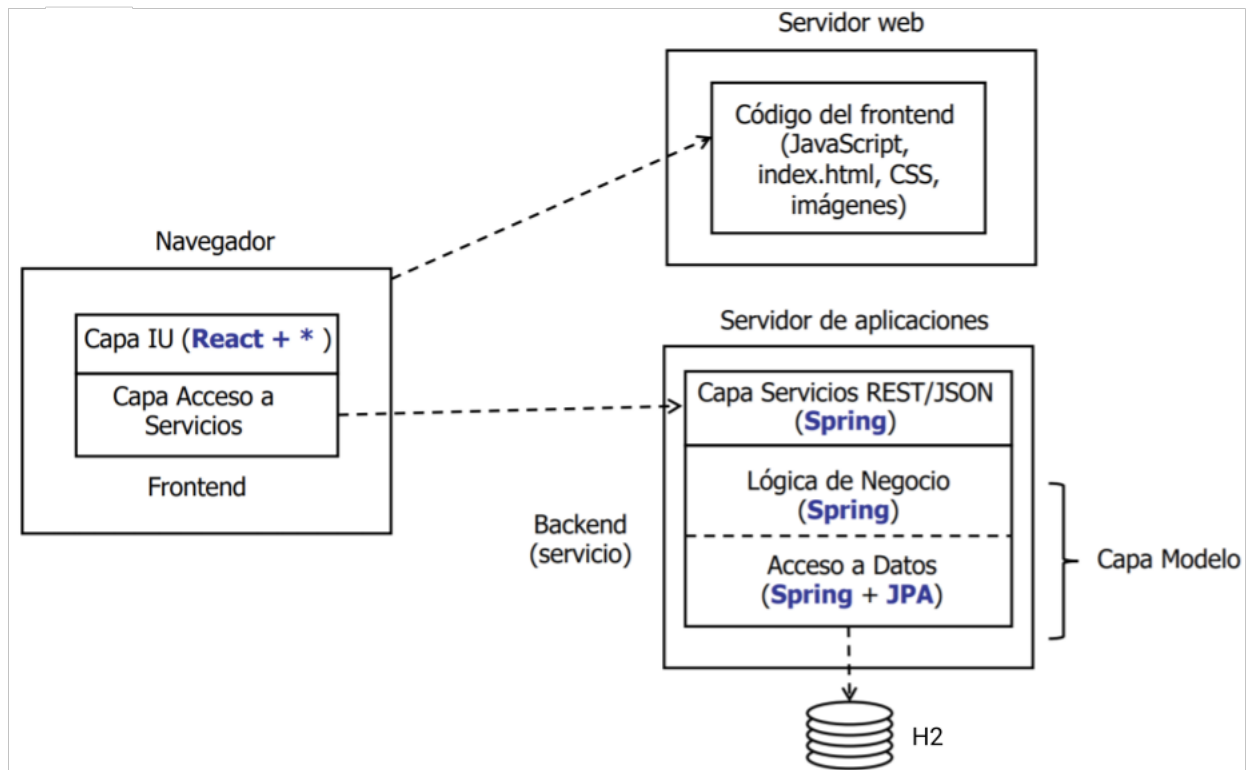 Servidor web
Código del frontend
(JavaScript,
index.html, CSS,
imágenes)
Navegador
Capa IU (React + * )
Capa Acceso a
Servicios
Frontend
Servidor de aplicaciones
Capa Servicios REST/JSON
(Spring)
Lógica de Negocio
(Spring)
Backend
(servicio)
Acceso a Datos
(Spring + JPA)
Capa Modelo
H2